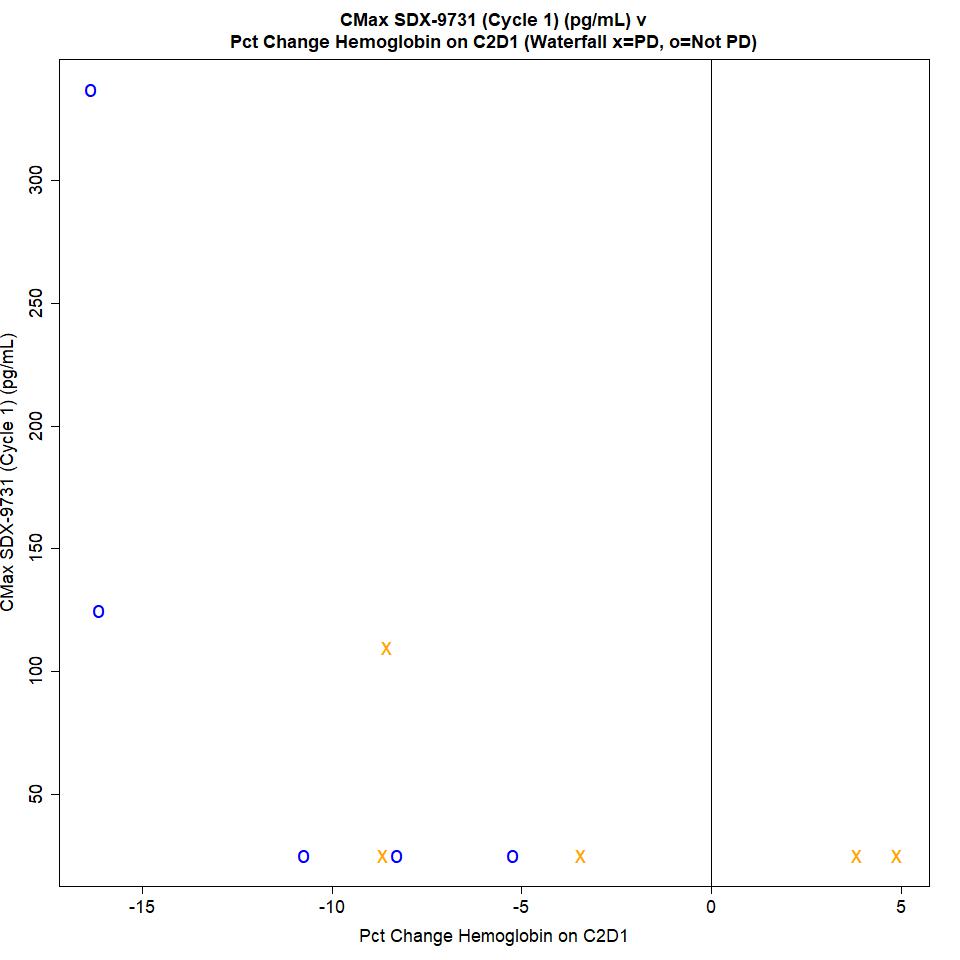 CMax SDX-9731 (Cycle 1) (pg/mL) v
Pct Change Hemoglobin on C2D1 (Waterfall x=PD, o=Not PD)
CMax SDX-9731 (Cycle 1) (pg/mL)
300
250
200
150
100
50
o
o
x
o
x
o
o
x
x
x
-15
-10
-5
0
5
Pct Change Hemoglobin on C2D1